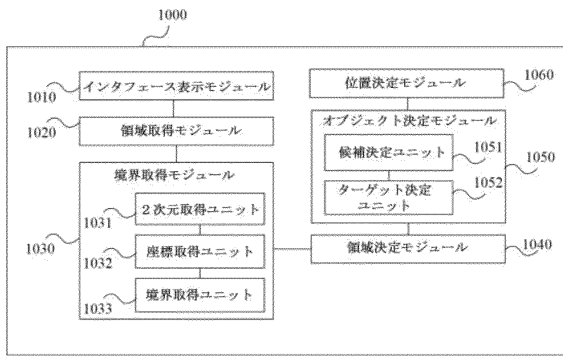 1000
1010
インタフェース表示モジュール
1020
領域取得モジュール
1030
境界取得モジュール
1031
2次元取得ユニット
1032
座標取得ユニット
1033
境界取得ユニット
位置決定モジュール
1060
オブジェクト決定モジュール
1050
候補決定ユニット
1051
ターゲット決定
ユニット
1052
領域決定モジュール
1040